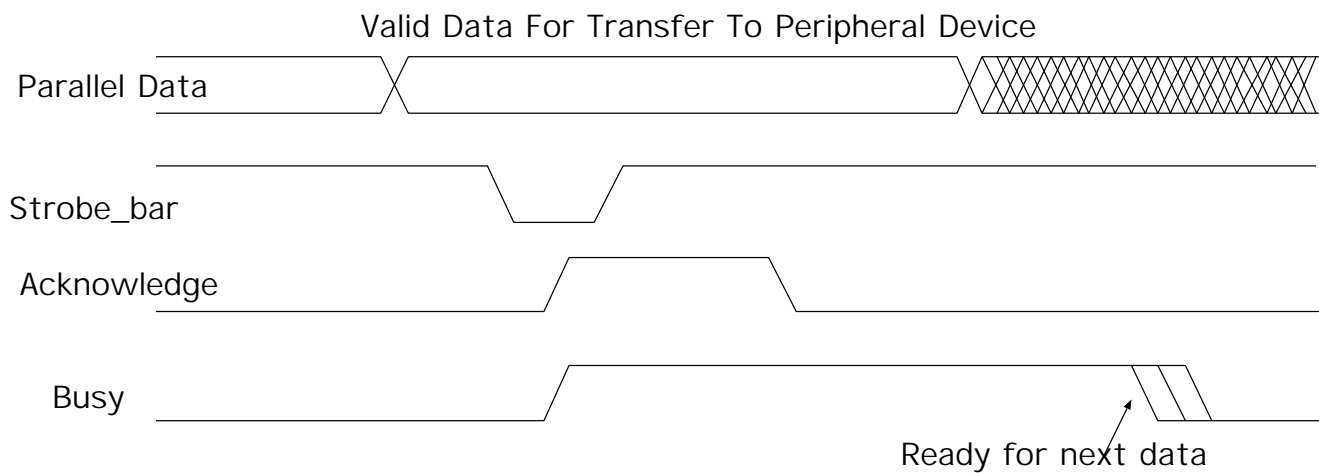 Valid Data For Transfer To Peripheral Device
Parallel Data
Strobe_bar
Acknowledge
Busy
Ready for next data